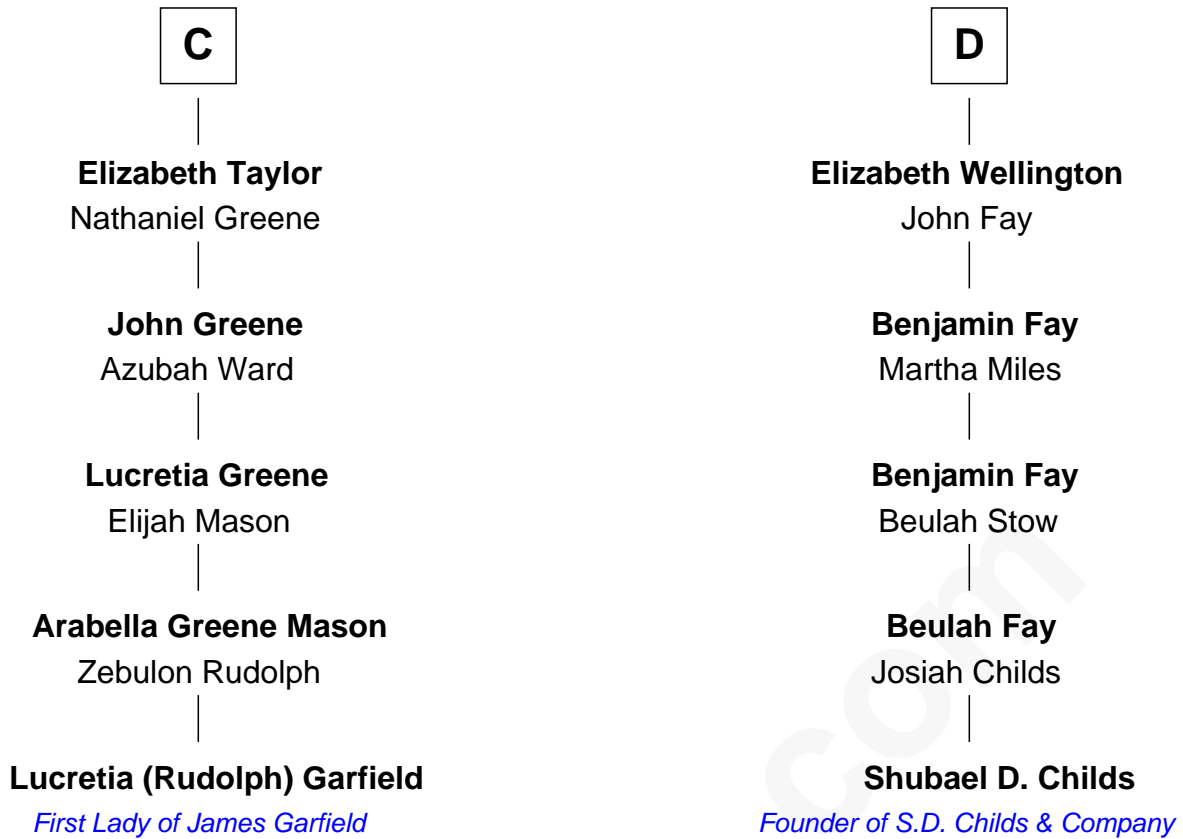 C
Elizabeth Taylor
Nathaniel Greene
John Greene
Azubah Ward
Lucretia Greene
Elijah Mason
Arabella Greene Mason
Zebulon Rudolph
Lucretia (Rudolph) Garfield
First Lady of James Garfield
D
Elizabeth Wellington
John Fay
Benjamin Fay
Martha Miles
Benjamin Fay
Beulah Stow
Beulah Fay
Josiah Childs
Shubael D. Childs
Founder of S.D. Childs & Company
com